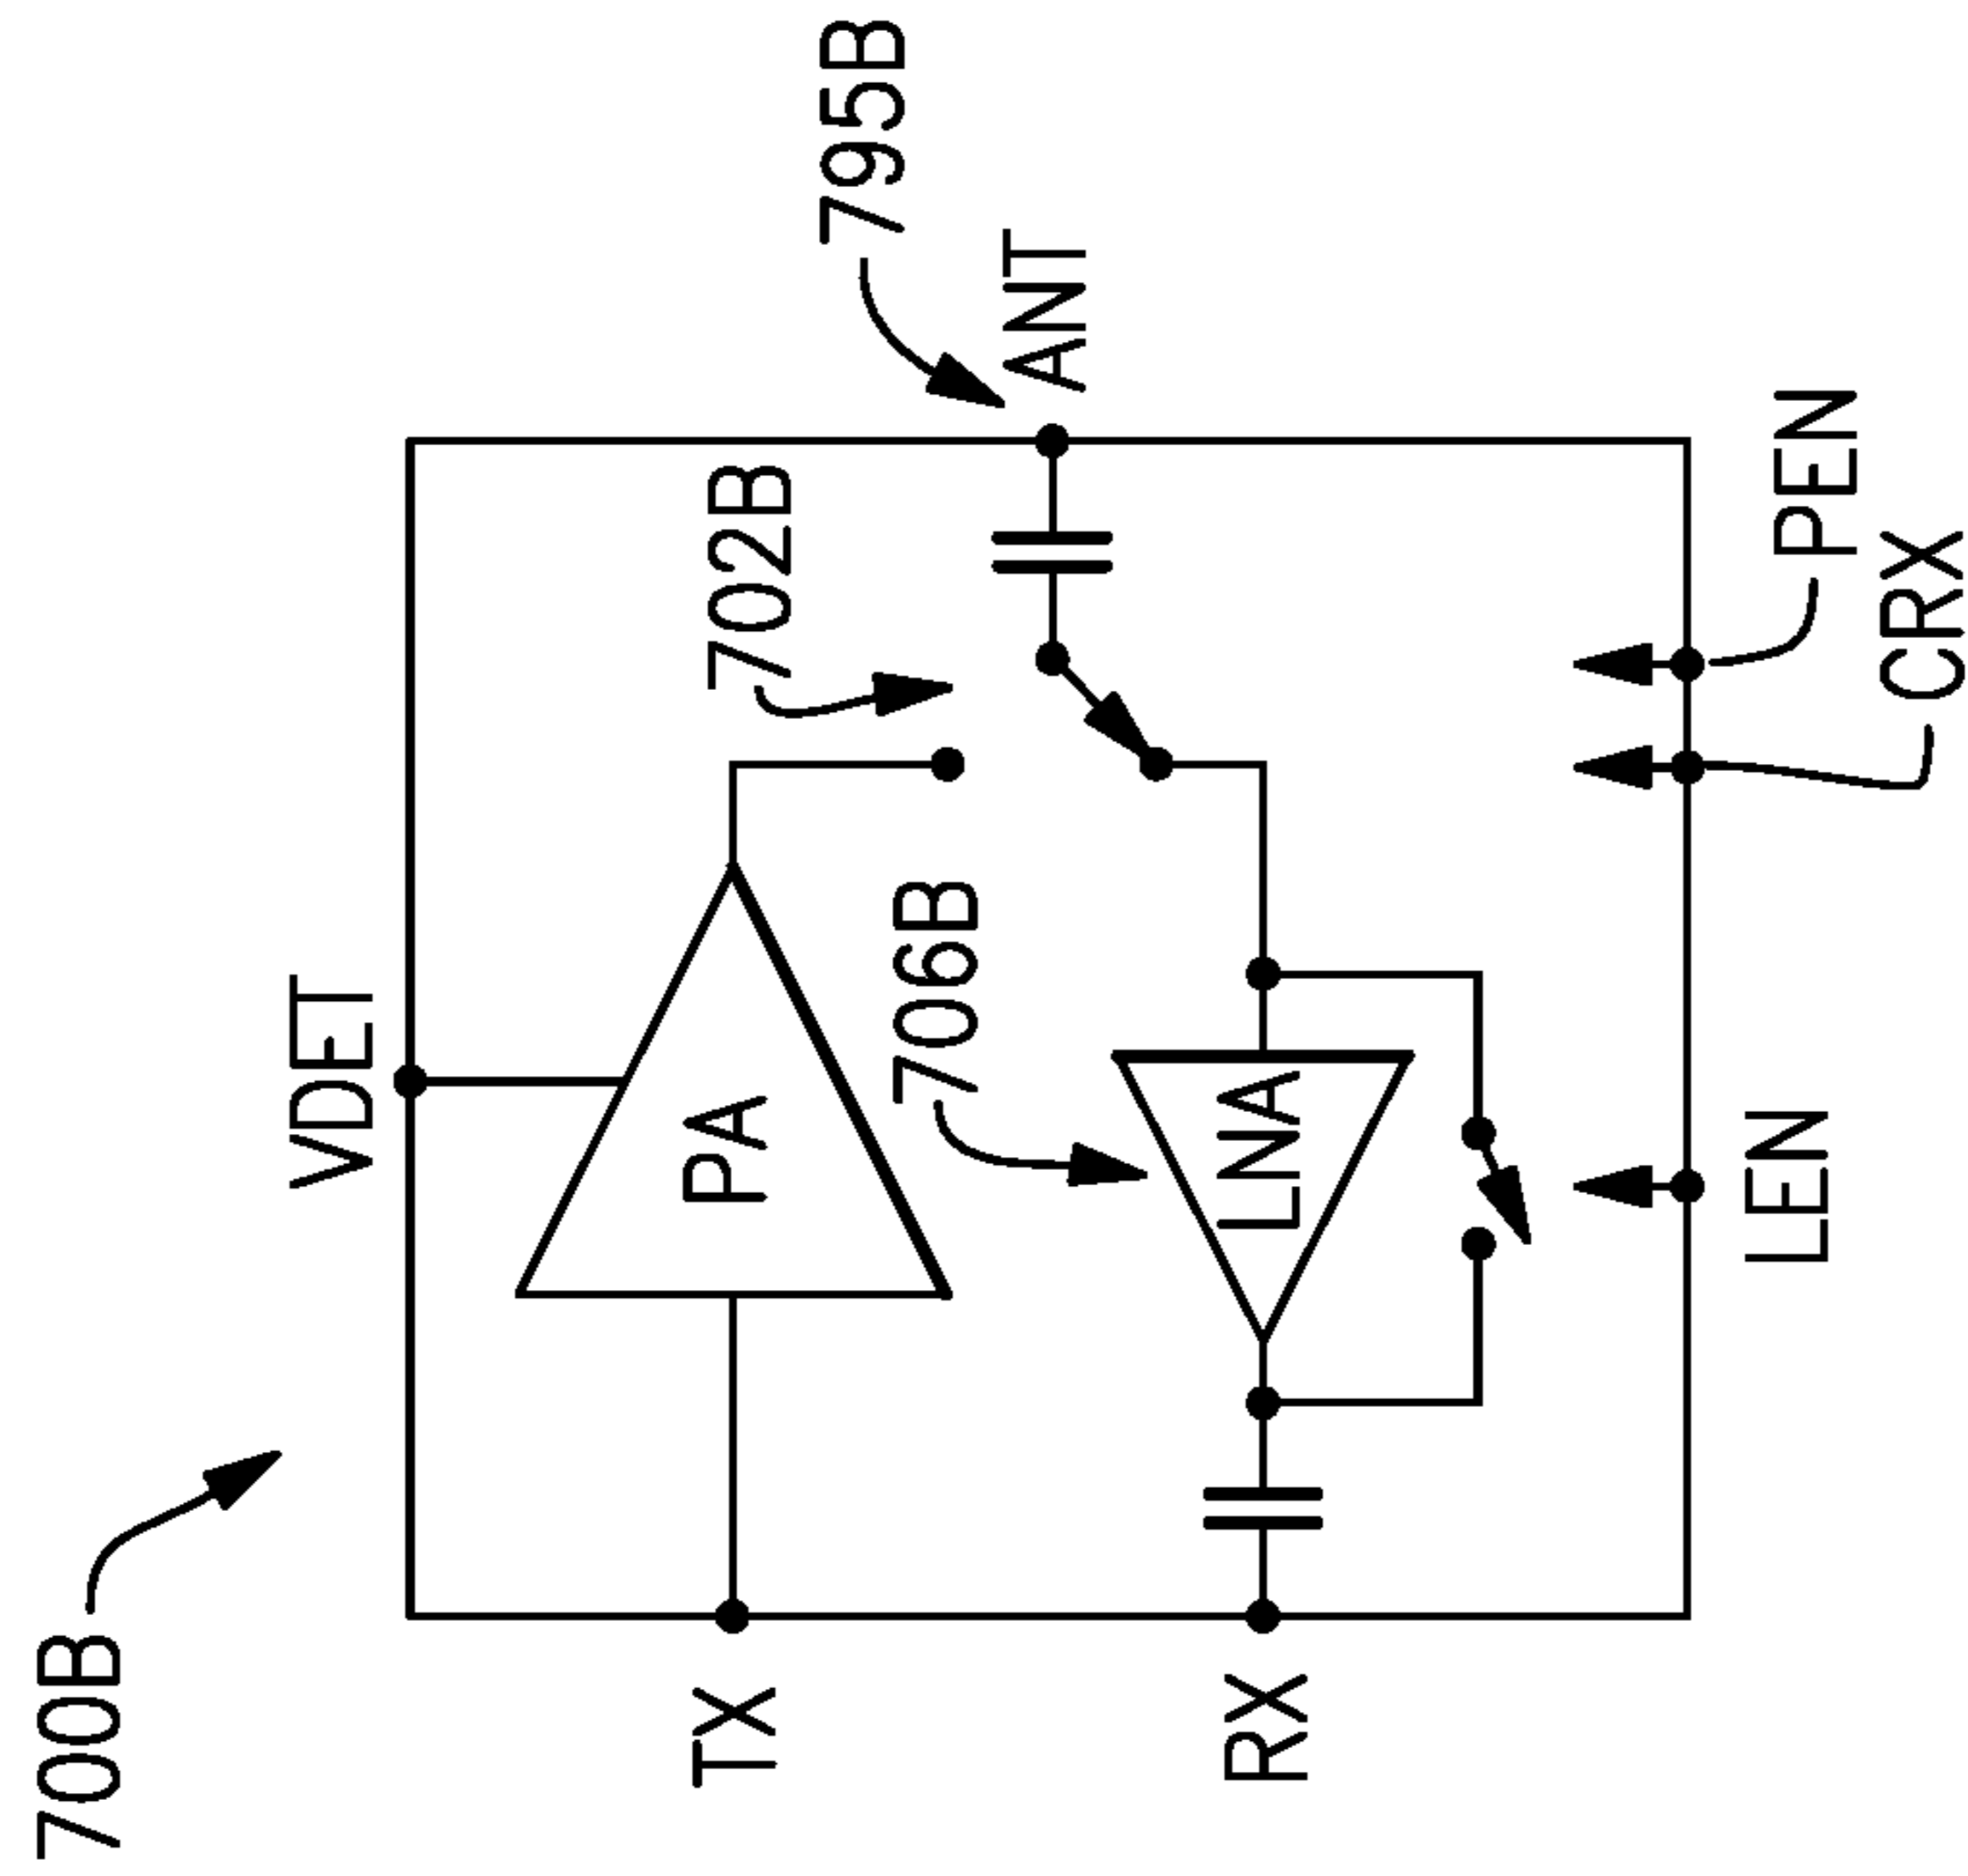 700B
VDET
795B
TX
PA
702B
706B
ANT
RX
LNA
LEN
PEN
CRX